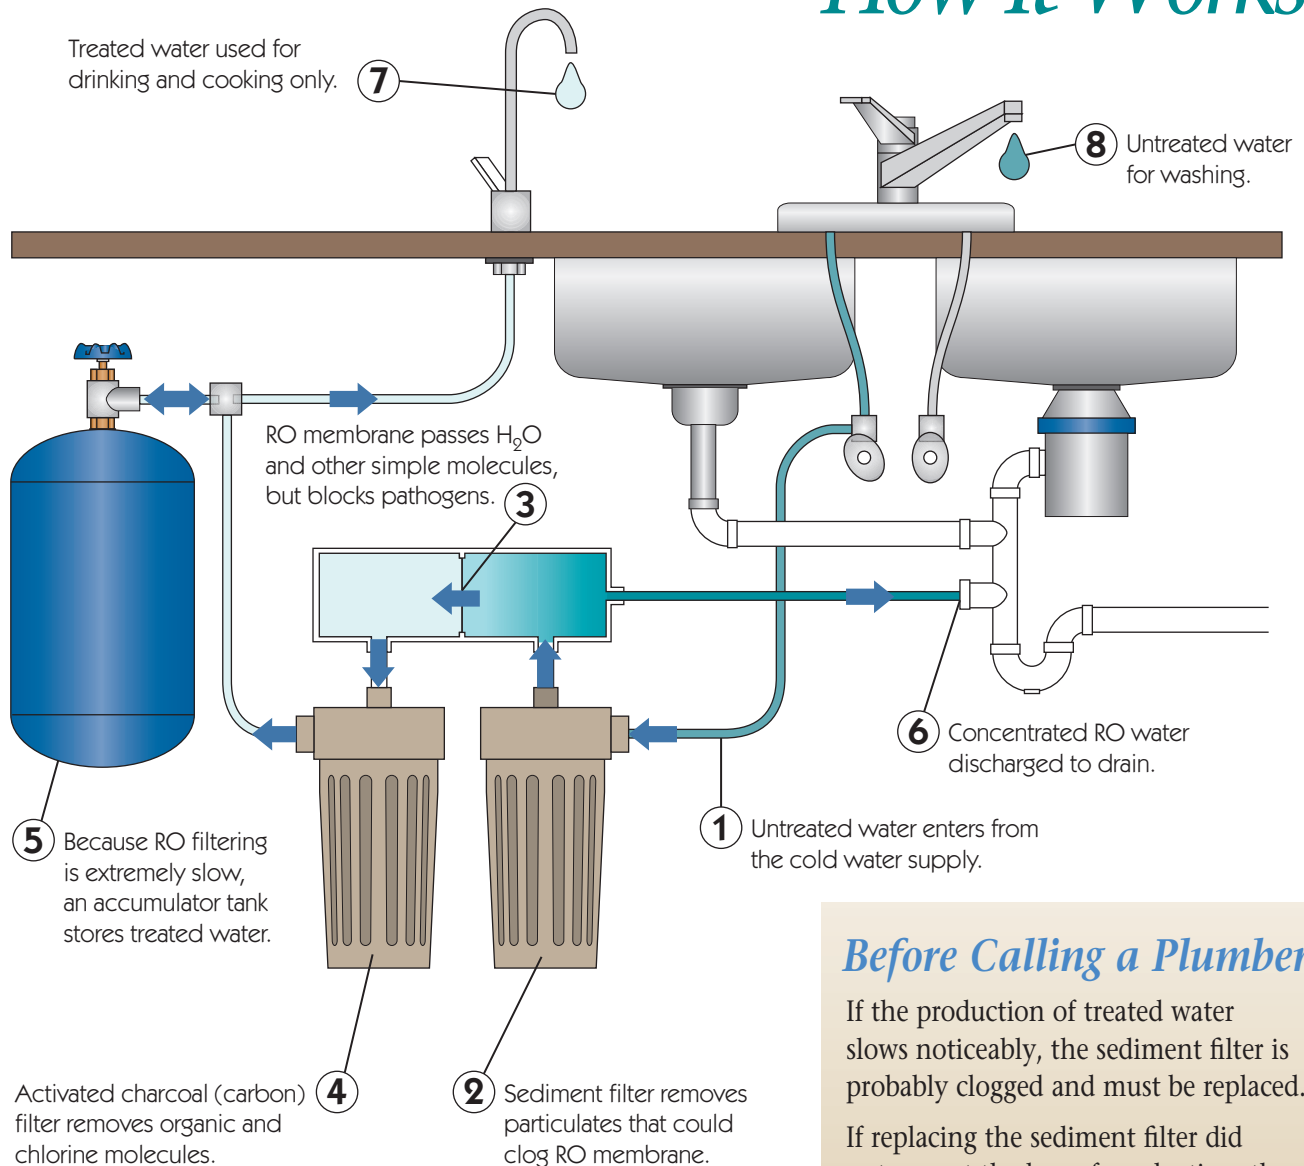 How It Works
Treated water used for
drinking and cooking only.
7
8
Untreated water
for washing.
RO membrane passes H₂O
and other simple molecules,
but blocks pathogens.
3
6
Concentrated RO water
discharged to drain.
5
Because RO filtering
is extremely slow,
an accumulator tank
stores treated water.
1
Untreated water enters from
the cold water supply.
Activated charcoal (carbon)
filter removes organic and
chlorine molecules.
4
2
Sediment filter removes
particulates that could
clog RO membrane.
Before Calling a Plumber
If the production of treated water
slows noticeably, the sediment filter is
probably clogged and must be replaced.
If replacing the sediment filter did